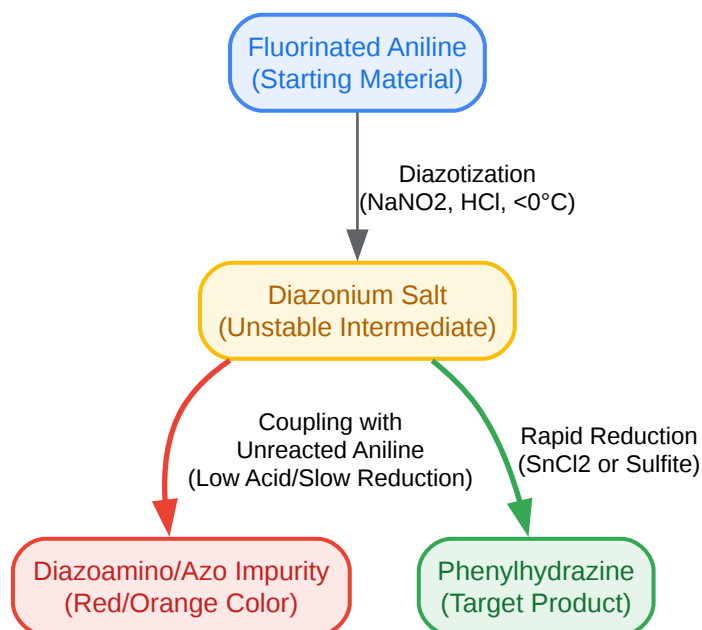 Fluorinated Aniline
(Starting Material)
Diazotization
(NaNO2, HCl, <0°C)
Diazonium Salt
(Unstable Intermediate)
Coupling with
Unreacted Aniline
(Low Acid/Slow Reduction)
Rapid Reduction
(SnCl2 or Sulfite)
Diazoamino/Azo Impurity
(Red/Orange Color)
Phenylhydrazine
(Target Product)